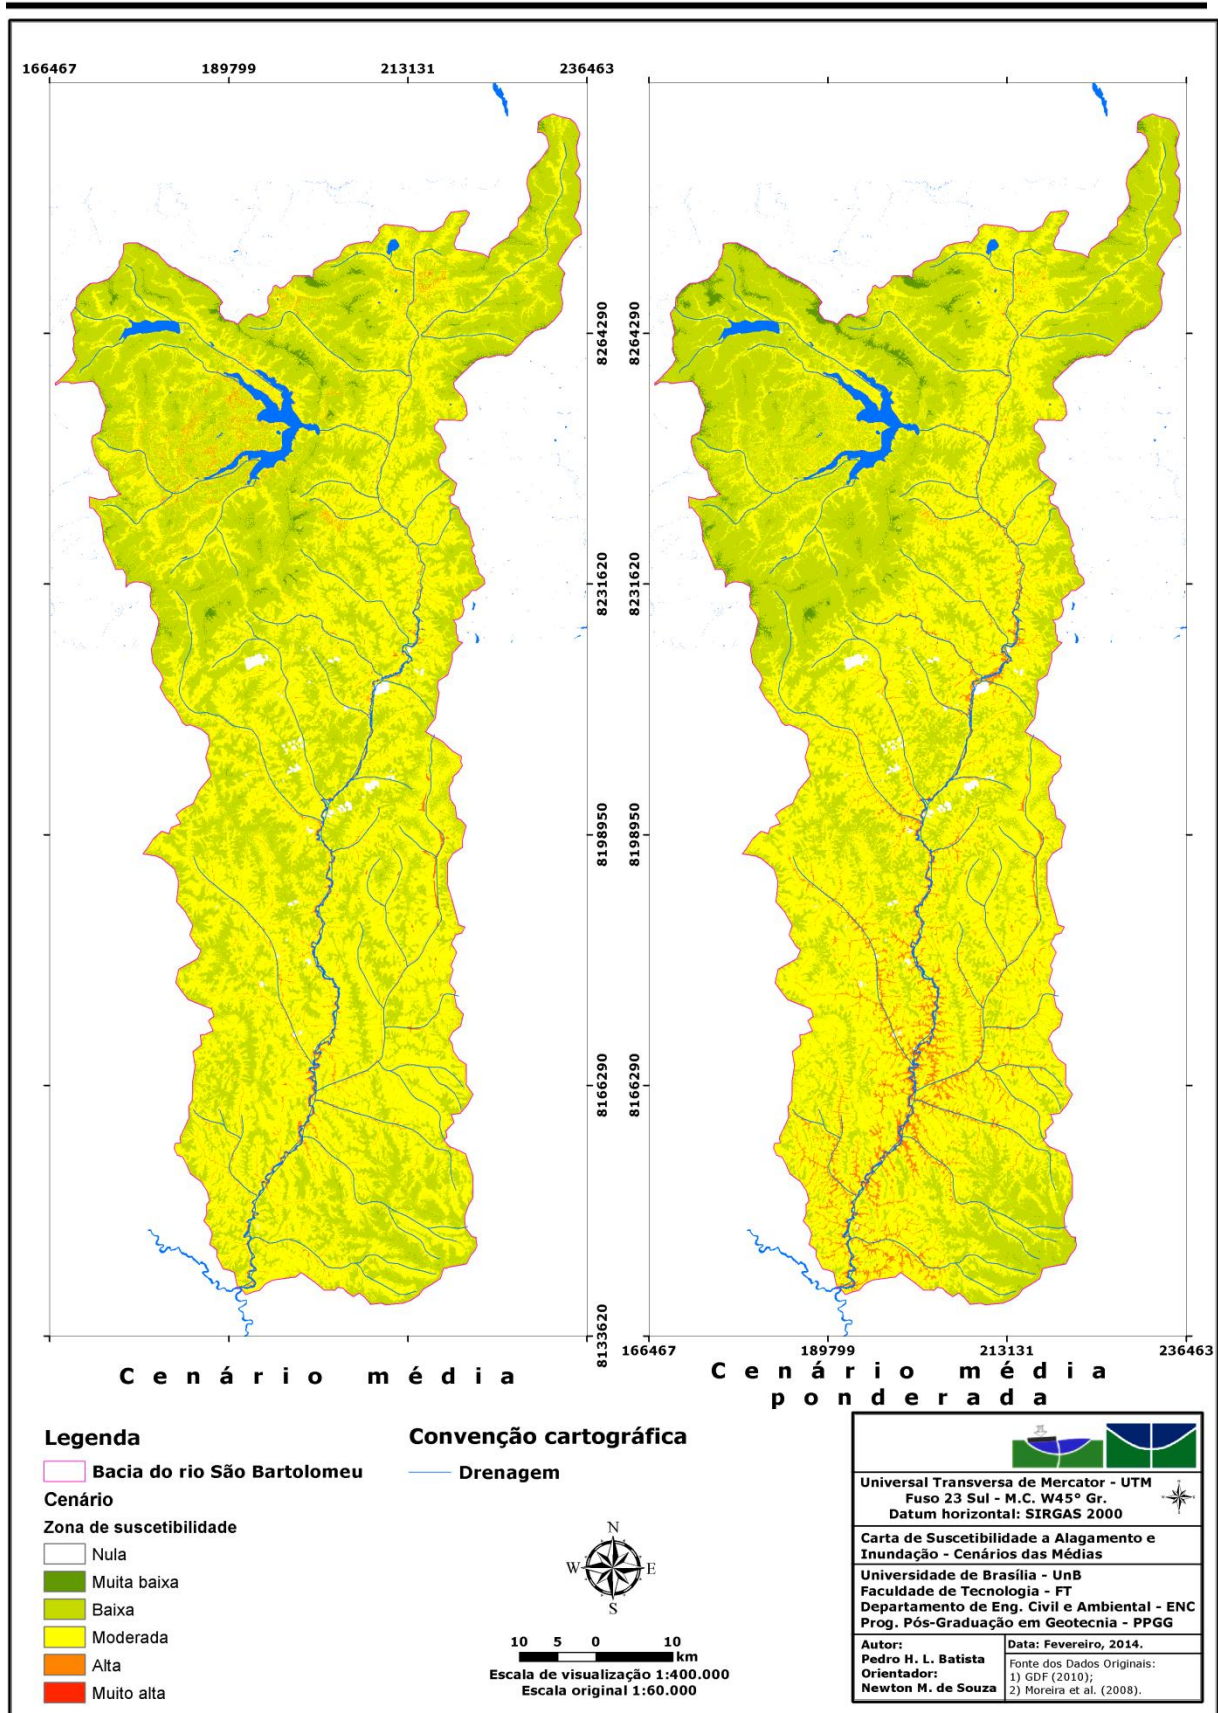 166467 189799 213131 236463
8264290 8264290
8231620 8231620
8198950 8198950
8166290 8166290
8133620
166467 189799 213131 236463
Cenário média
Cenário média
ponderada
Legenda
Bacia do rio São Bartolomeu
Cenário
Zona de suscetibilidade
Nula
Muita baixa
Baixa
Moderada
Alta
Muito alta
Convenção cartográfica
Drenagem
N
W E
S
10 5 0 10
km
Escala de visualização 1:400.000
Escala original 1:60.000
Universal Transversa de Mercator - UTM
Fuso 23 Sul - M.C. W45° Gr.
Datum horizontal: SIRGAS 2000
Carta de Suscetibilidade a Alagamento e
Inundação - Cenários das Médias
Universidade de Brasília - UnB
Faculdade de Tecnologia - FT
Departamento de Eng. Civil e Ambiental - ENC
Prog. Pós-Graduação em Geotecnia - PPGG
Autor:
Pedro H. L. Batista
Orientador:
Newton M. de Souza
Data: Fevereiro, 2014.
Fonte dos Dados Originais:
1) GDF (2010);
2) Moreira et al. (2008).